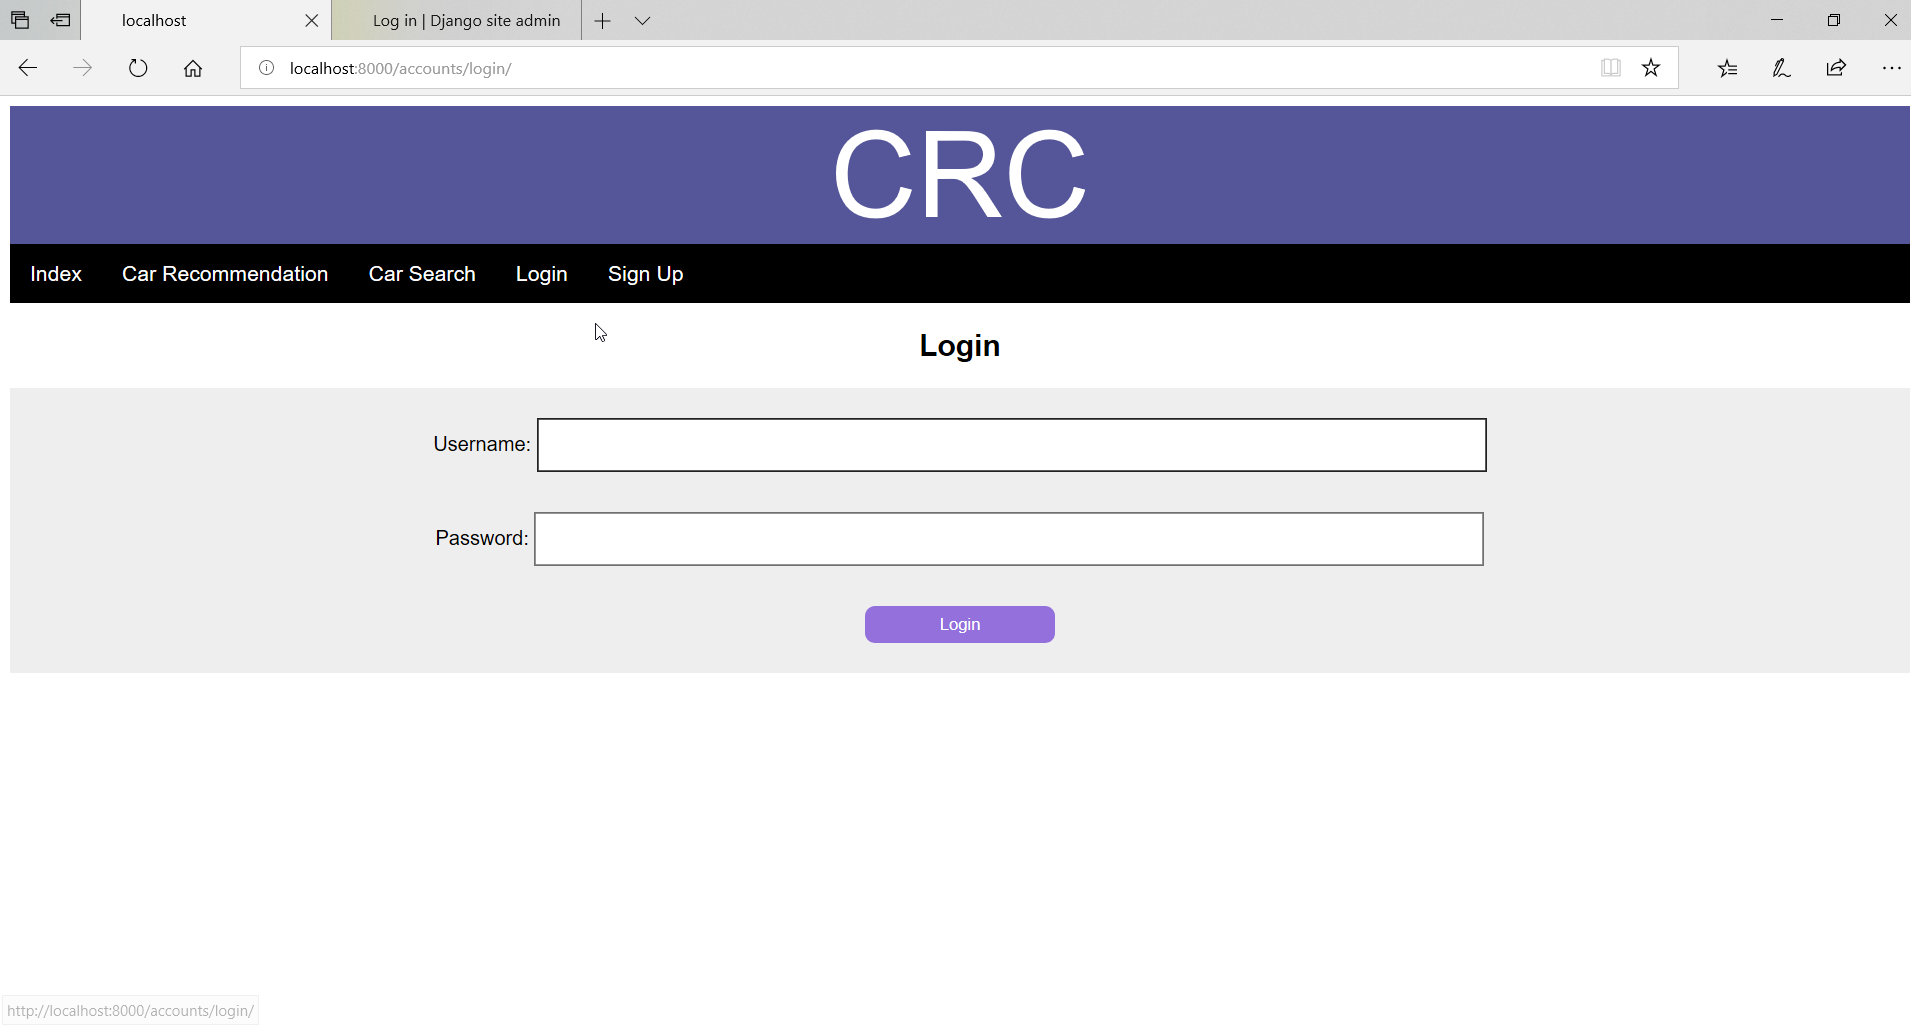 localhost
Log in | Django site admin
localhost:8000/accounts/login/
CRC
Index Car Recommendation Car Search Login Sign Up
Login
Username:
Password:
Login
http://localhost:8000/accounts/login/